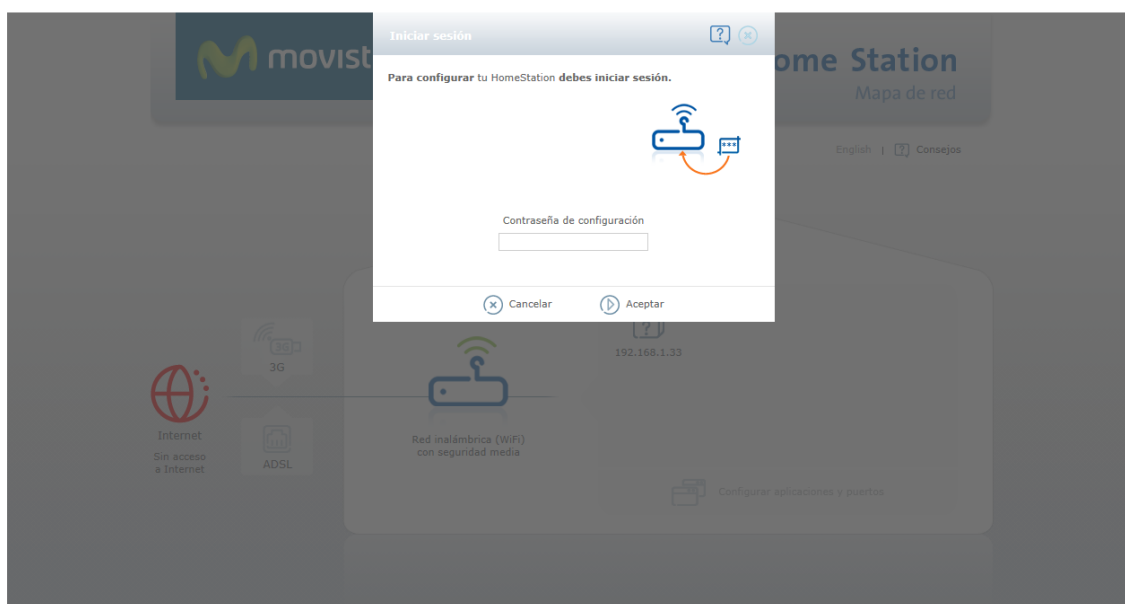 Iniciar sesión
?
movist
ome Station
Mapa de red
Para configurar tu HomeStation debes iniciar sesión.
***
English | ? Consejos
Contraseña de configuración
Cancelar
Aceptar
?
192.168.1.33
3G
3G
Internet
Sin acceso
a Internet
ADSL
Red inalámbrica (WiFi)
con seguridad media
Configurar aplicaciones y puertos